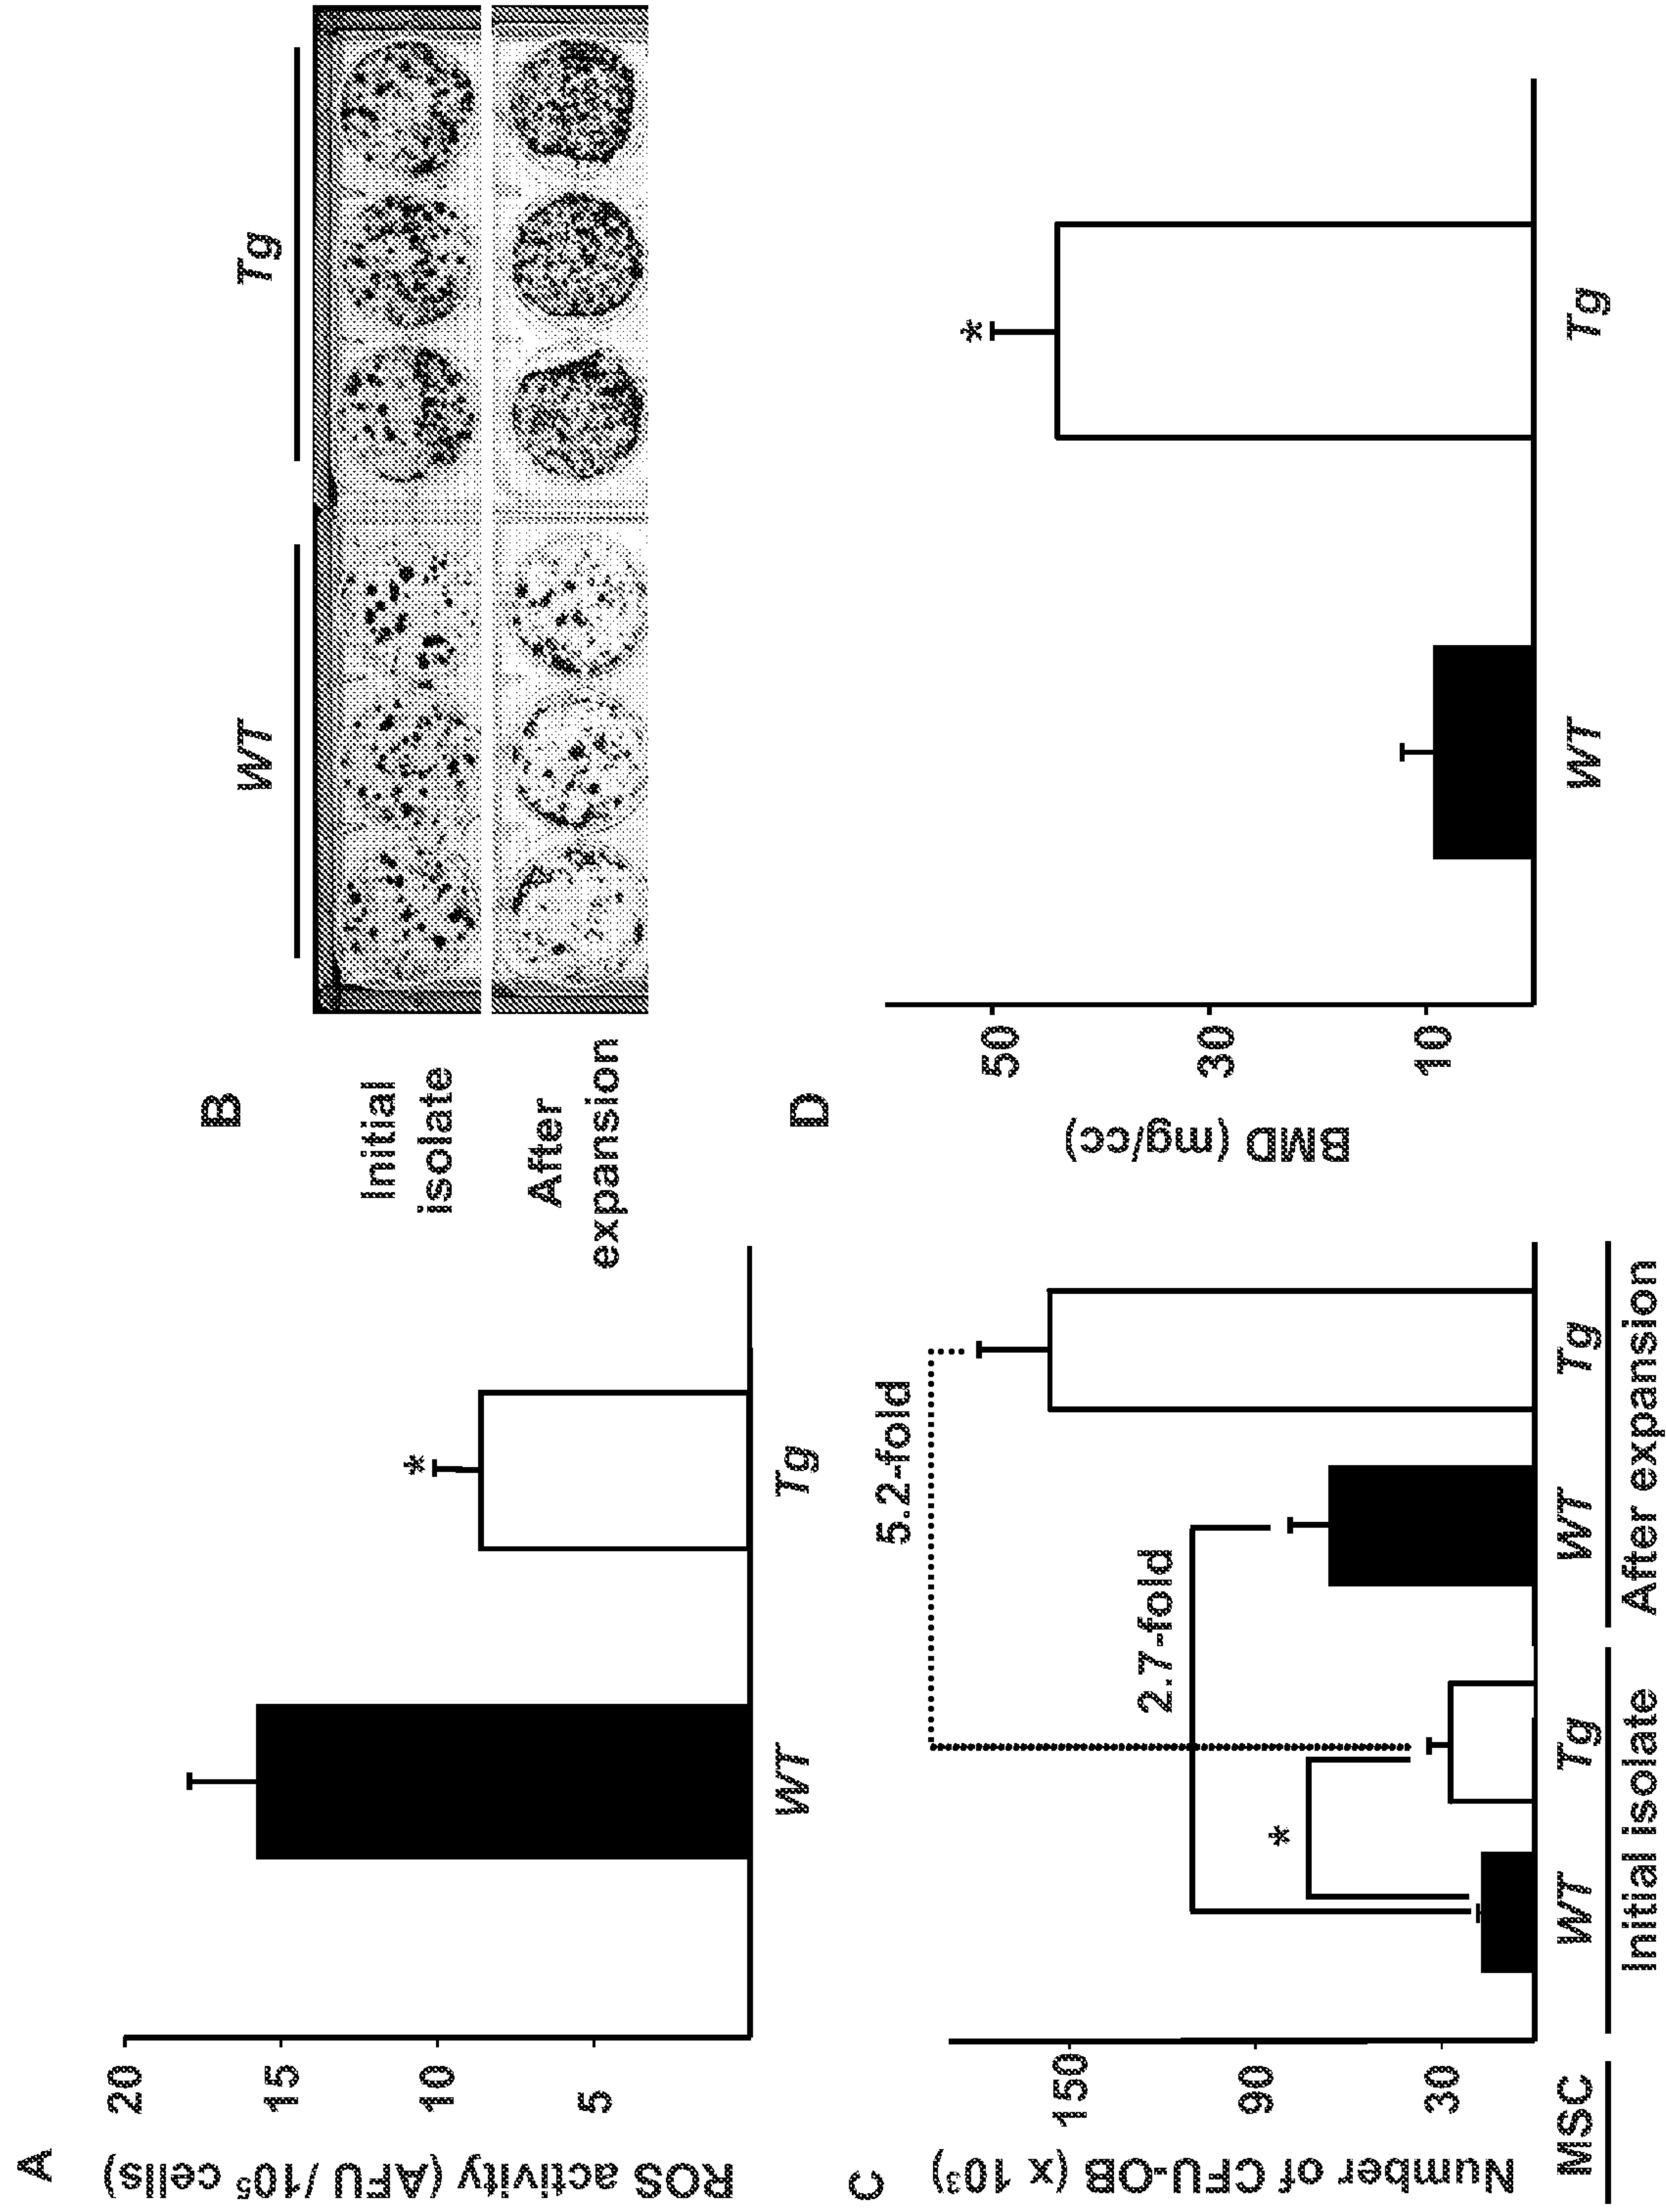 A
ROS activity (AFU/10⁵ cells)
20
15
10
5
WT
Tg
*
B
WT
Tg
Initial
isolate
After
expansion
C
Number of CFU-OB (x 10³)
150
90
30
5.2-fold
2.7-fold
*
MSC
WT
Tg
WT
Tg
Initial isolate
After expansion
D
BMD (mg/cc)
50
30
10
*
WT
Tg